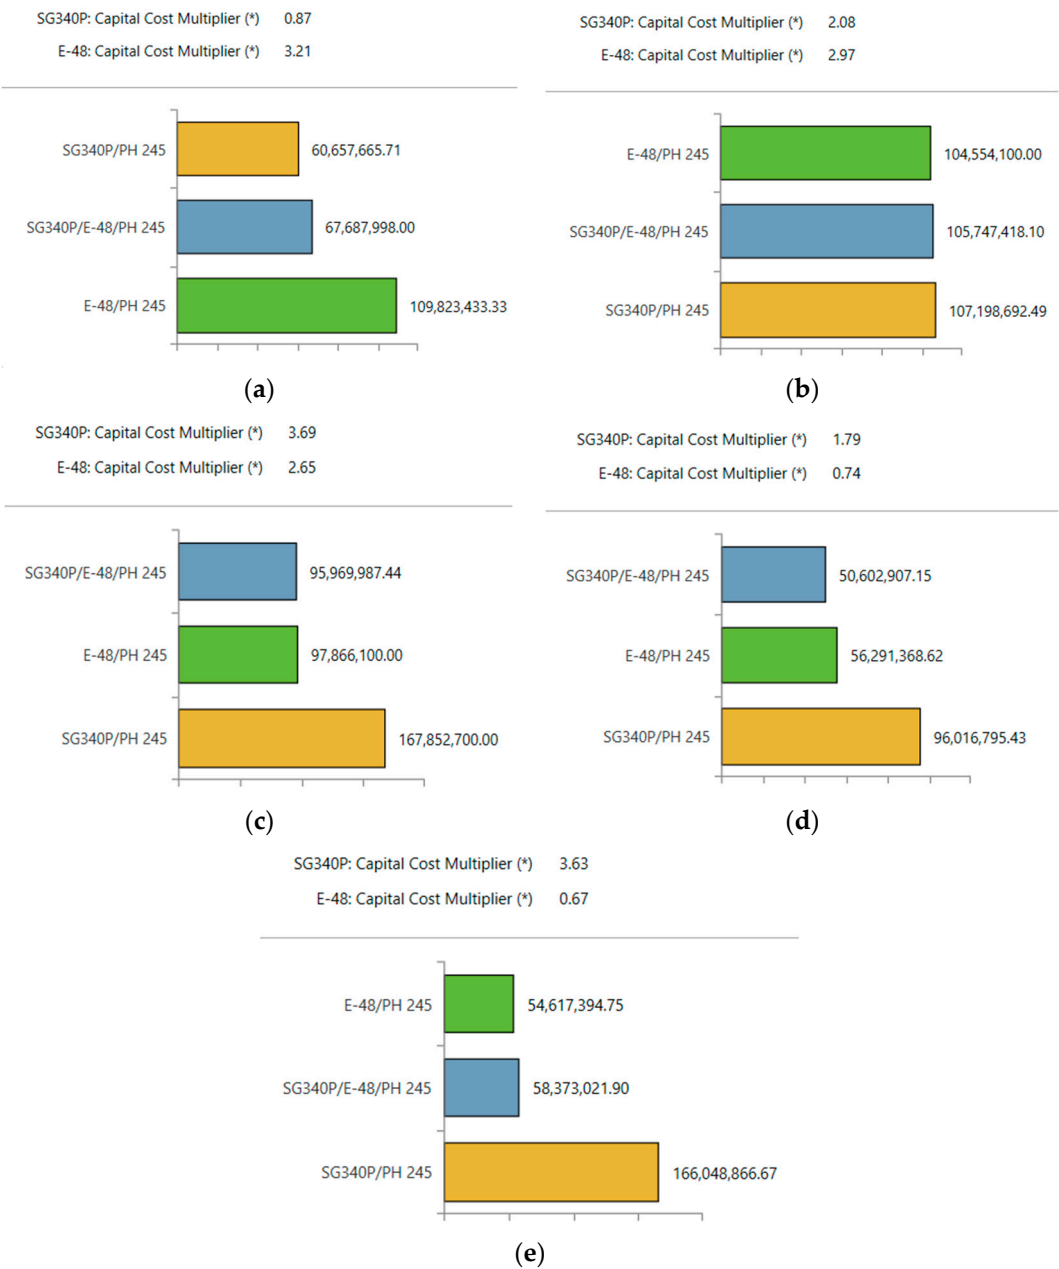 SG340P: Capital Cost Multiplier (*) 0.87
E-48: Capital Cost Multiplier (*) 3.21
SG340P/PH 245 60,657,665.71
SG340P/E-48/PH 245 67,687,998.00
E-48/PH 245 109,823,433.33
(a)
SG340P: Capital Cost Multiplier (*) 2.08
E-48: Capital Cost Multiplier (*) 2.97
E-48/PH 245 104,554,100.00
SG340P/E-48/PH 245 105,747,418.10
SG340P/PH 245 107,198,692.49
(b)
SG340P: Capital Cost Multiplier (*) 3.69
E-48: Capital Cost Multiplier (*) 2.65
SG340P/E-48/PH 245 95,969,987.44
E-48/PH 245 97,866,100.00
SG340P/PH 245 167,852,700.00
(c)
SG340P: Capital Cost Multiplier (*) 1.79
E-48: Capital Cost Multiplier (*) 0.74
SG340P/E-48/PH 245 50,602,907.15
E-48/PH 245 56,291,368.62
SG340P/PH 245 96,016,795.43
(d)
SG340P: Capital Cost Multiplier (*) 3.63
E-48: Capital Cost Multiplier (*) 0.67
E-48/PH 245 54,617,394.75
SG340P/E-48/PH 245 58,373,021.90
SG340P/PH 245 166,048,866.67
(e)